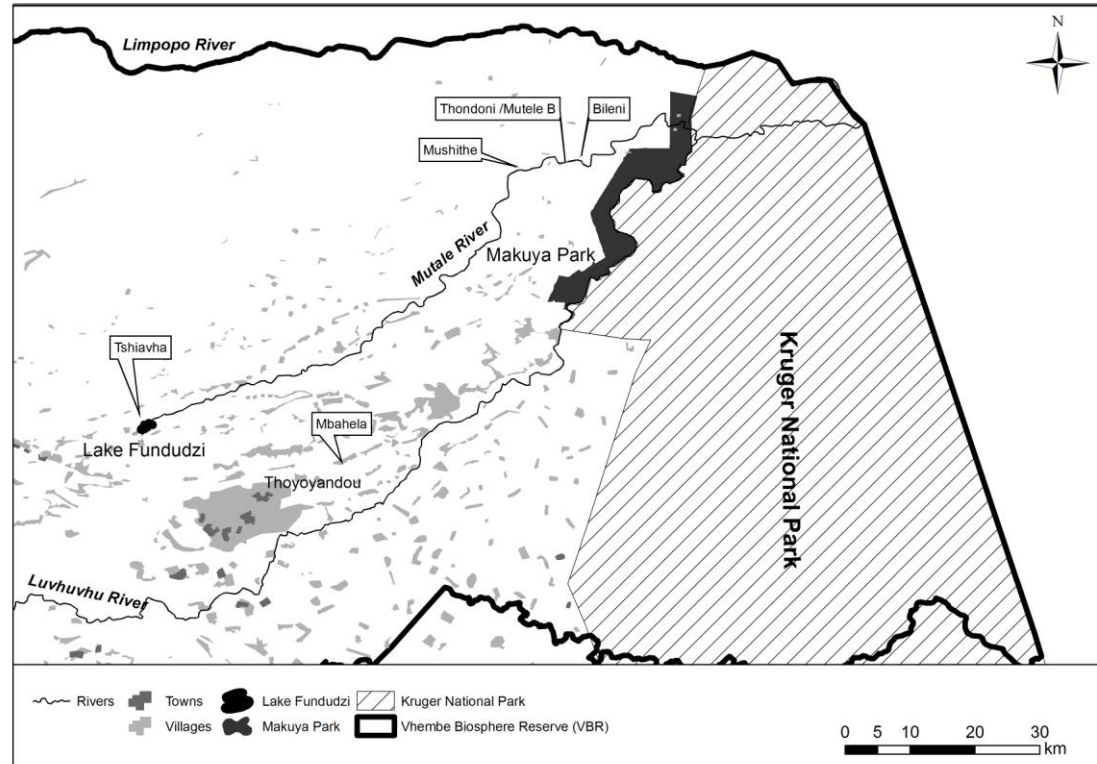 Limpopo River
N
Thondoni /Mutele B
Bileni
Mushithe
Mutale River
Makuya Park
Tshiavha
Kruger National Park
Mbahela
Lake Fundudzi
Thoyoyandou
Luvhuvhu River
Rivers
Towns
Lake Fundudzi
Kruger National Park
Villages
Makuya Park
Vhembe Biosphere Reserve (VBR)
0 5 10 20 30
km